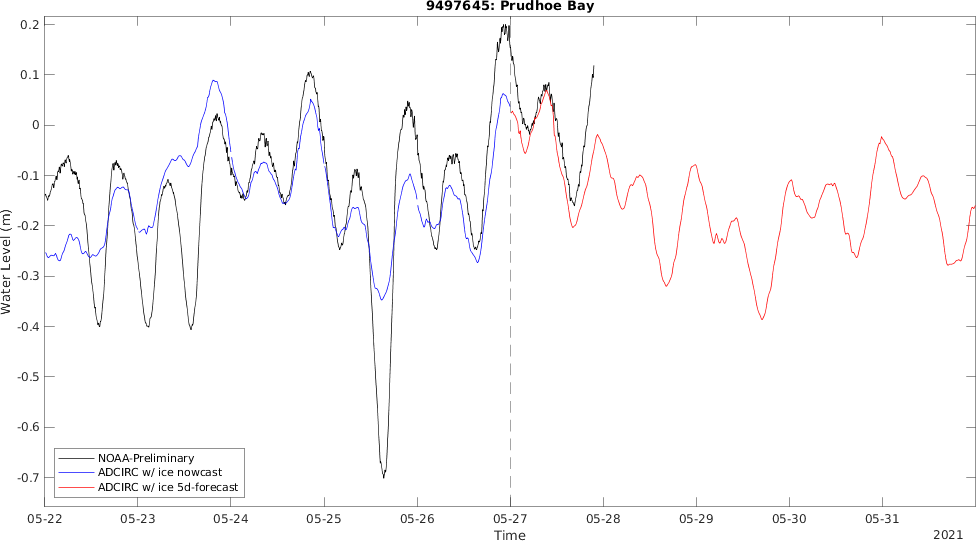 9497645: Prudhoe Bay
0.2
0.1
0
-0.1
-0.2
-0.3
-0.4
-0.5
-0.6
-0.7
Water Level (m)
NOAA-Preliminary
ADCIRC w/ ice nowcast
ADCIRC w/ ice 5d-forecast
05-22 05-23 05-24 05-25 05-26 05-27 05-28 05-29 05-30 05-31
Time
2021